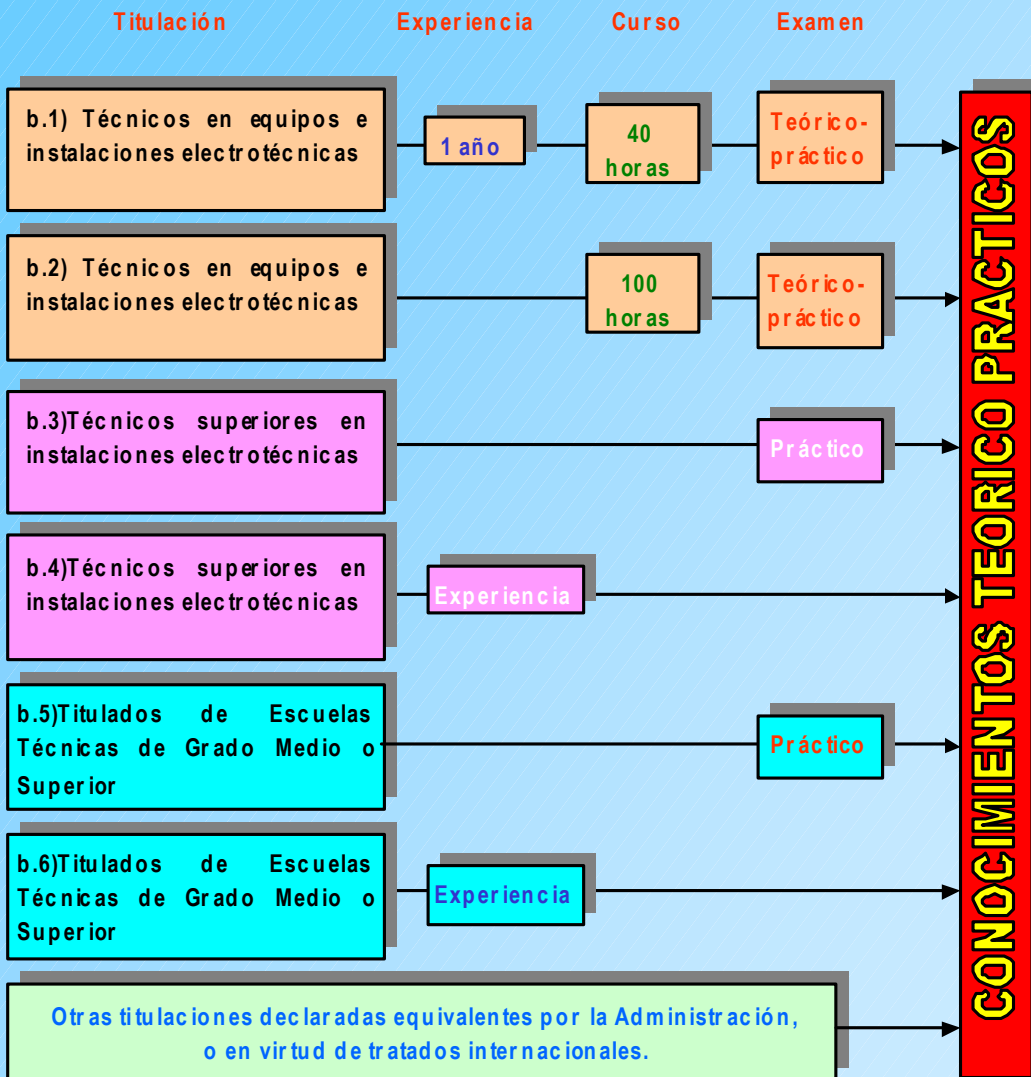 Titulación Experiencia Curso Examen
b.1) Técnicos en equipos e
instalaciones electrotécnicas
1 año
40
horas
Teórico-
práctico
b.2) Técnicos en equipos e
instalaciones electrotécnicas
100
horas
Teórico-
práctico
b.3)Técnicos superiores en
instalaciones electrotécnicas
Práctico
b.4)Técnicos superiores en
instalaciones electrotécnicas
Experiencia
b.5)Titulados de Escuelas
Técnicas de Grado Medio o
Superior
Práctico
b.6)Titulados de Escuelas
Técnicas de Grado Medio o
Superior
Experiencia
Otras titulaciones declaradas equivalentes por la Administración,
o en virtud de tratados internacionales.
CONOCIMIENTOS TEORICO PRACTICOS